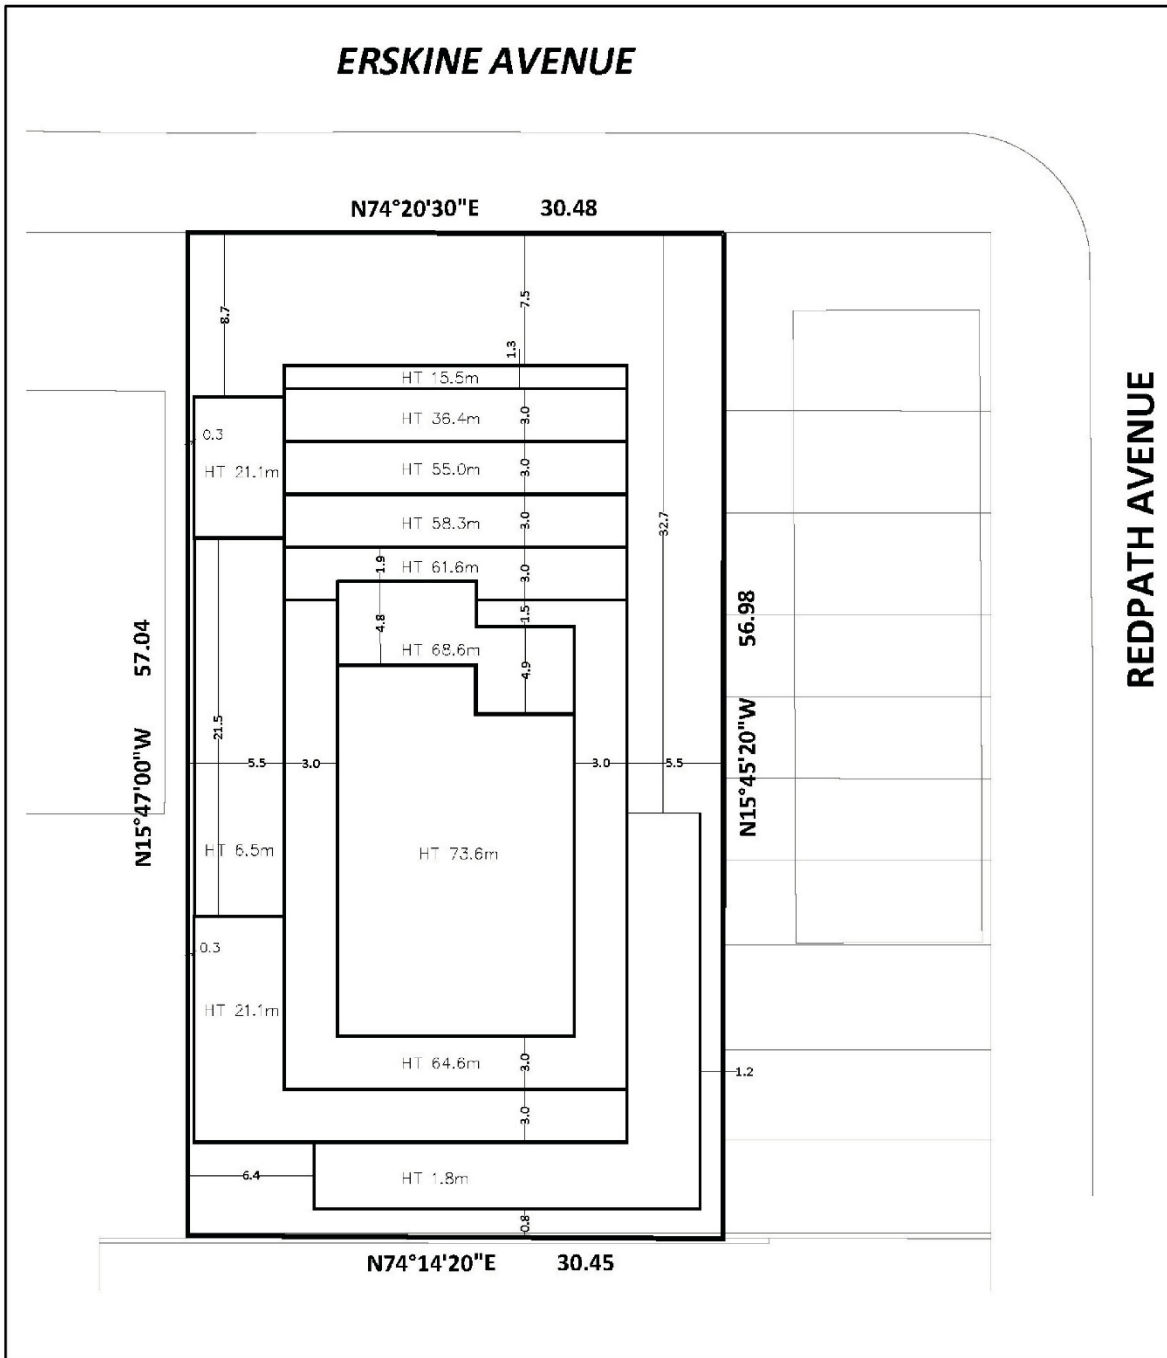 ERSKINE AVENUE
N74°20'30"E 30.48
8.7
7.5
1.3
HT 15.5m
HT 36.4m
3.0
0.3
HT 21.1m
HT 55.0m
3.0
HT 58.3m
3.0
32.7
HT 61.6m
1.9
3.0
4.8
1.5
HT 68.6m
4.9
REDPATH AVENUE
N15°47'00"W 57.04
N15°45'20"W 56.98
21.5
5.5
3.0
3.0
5.5
HT 6.5m
HT 73.6m
0.3
HT 21.1m
HT 64.6m
3.0
1.2
3.0
6.4
HT 1.8m
0.8
N74°14'20"E 30.45